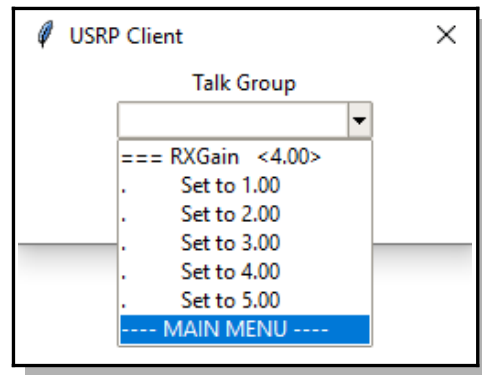 USRP Client
Talk Group
=== RXGain   <4.00>
.       Set to 1.00
.       Set to 2.00
.       Set to 3.00
.       Set to 4.00
.       Set to 5.00
---- MAIN MENU ----